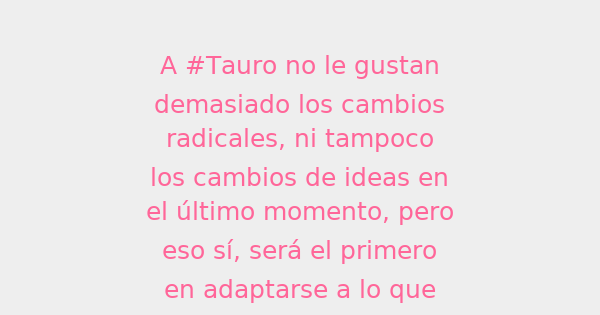 A #Tauro no le gustan
demasiado los cambios
radicales, ni tampoco
los cambios de ideas en
el último momento, pero
eso sí, será el primero
en adaptarse a lo que